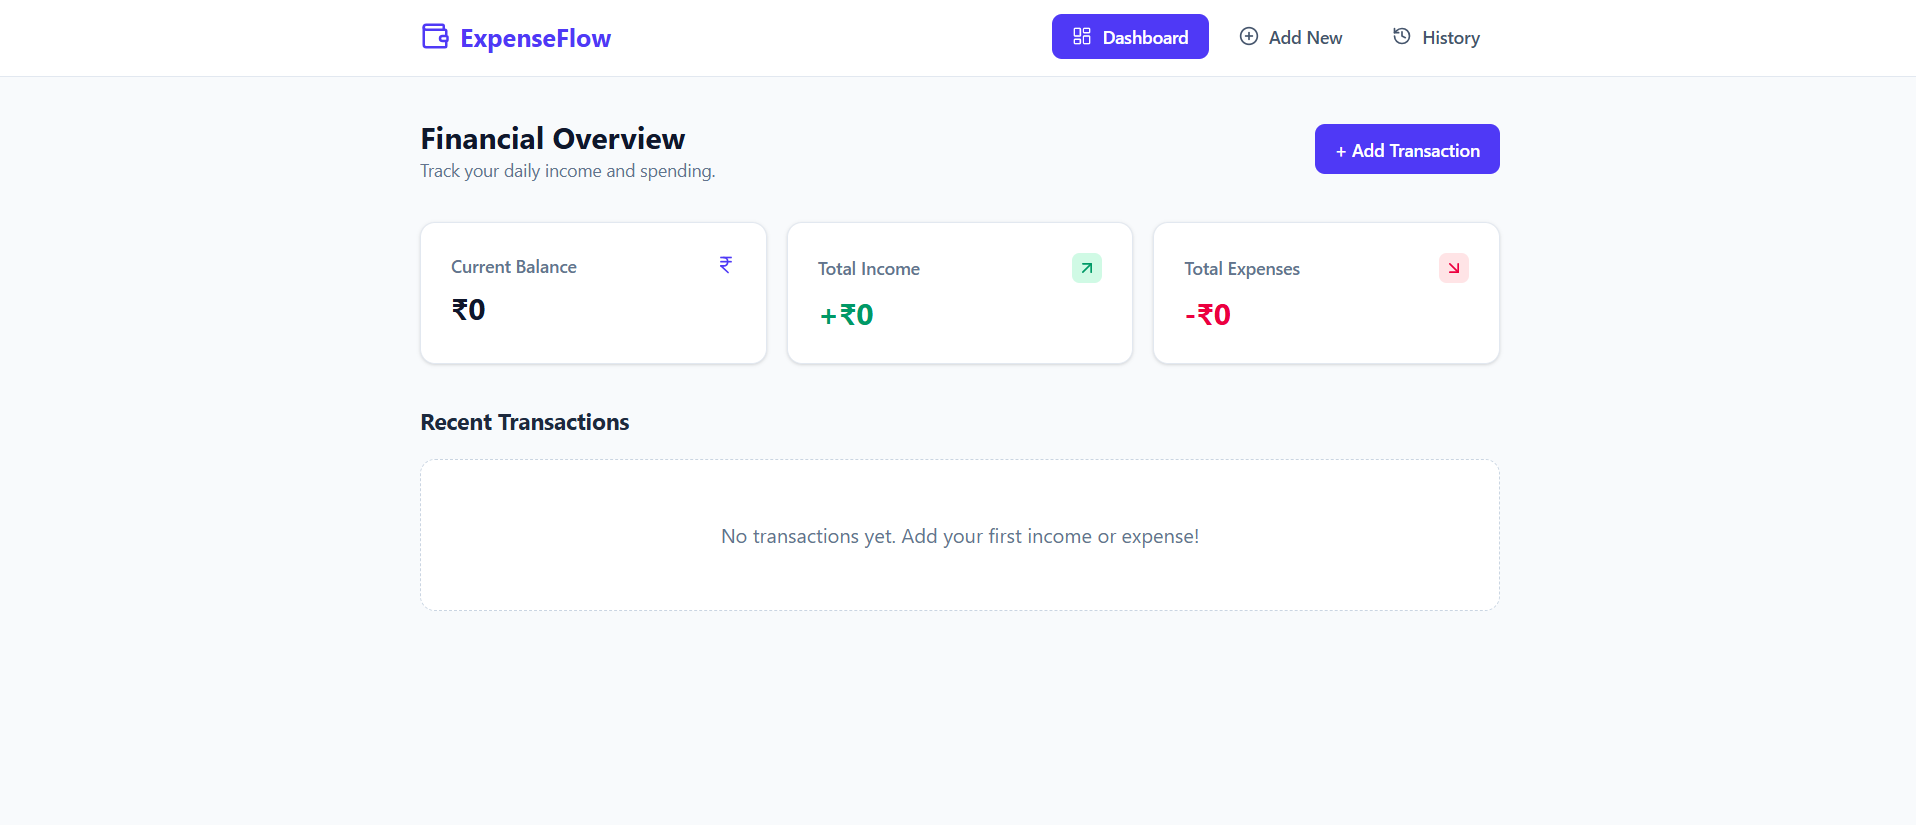 ExpenseFlow
Dashboard
Add New
History
Financial Overview
Track your daily income and spending.
+ Add Transaction
Current Balance
₹
₹0
Total Income
+₹0
Total Expenses
-₹0
Recent Transactions
No transactions yet. Add your first income or expense!